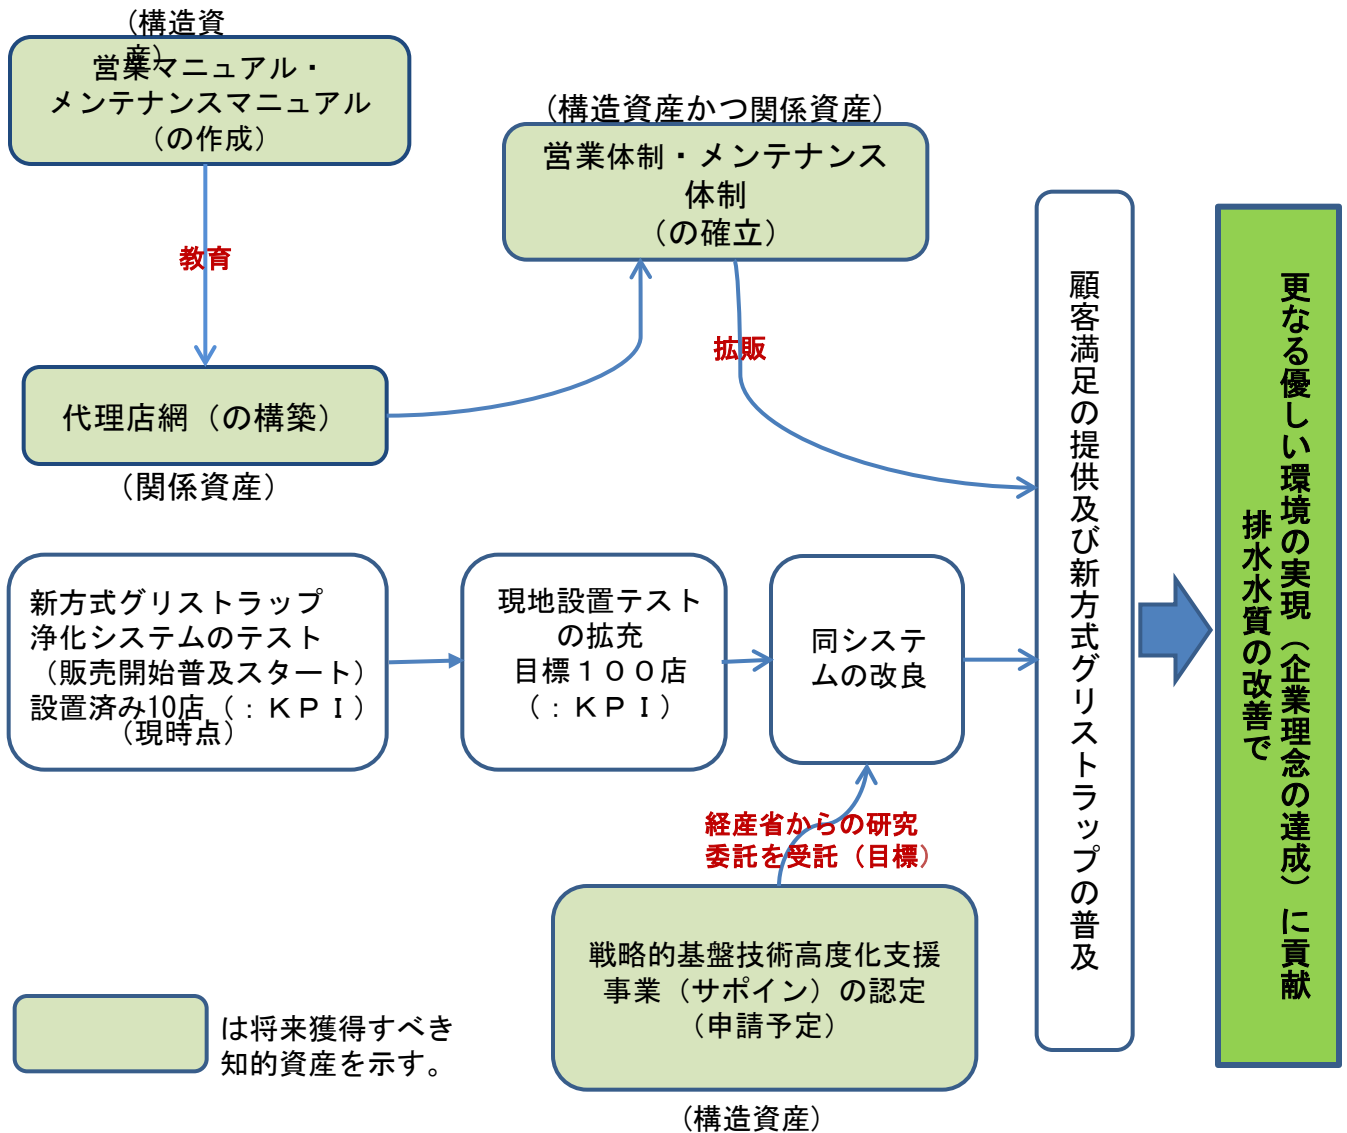 （構造資
産）
営業マニュアル・
メンテナンスマニュアル
（の作成）
教育
代理店網（の構築）
（関係資産）
（構造資産かつ関係資産）
営業体制・メンテナンス
体制
（の確立）
拡販
新方式グリストラップ
浄化システムのテスト
（販売開始普及スタート）
設置済み10店（：ＫＰＩ）
（現時点）
現地設置テスト
の拡充
目標１００店
（：ＫＰＩ）
同システ
ムの改良
経産省からの研究
委託を受託（目標）
戦略的基盤技術高度化支援
事業（サポイン）の認定
（申請予定）
（構造資産）
顧客満足の提供及び新方式グリストラップの普及
更なる優しい環境の実現（企業理念の達成）に貢献
排水水質の改善で
は将来獲得すべき
知的資産を示す。